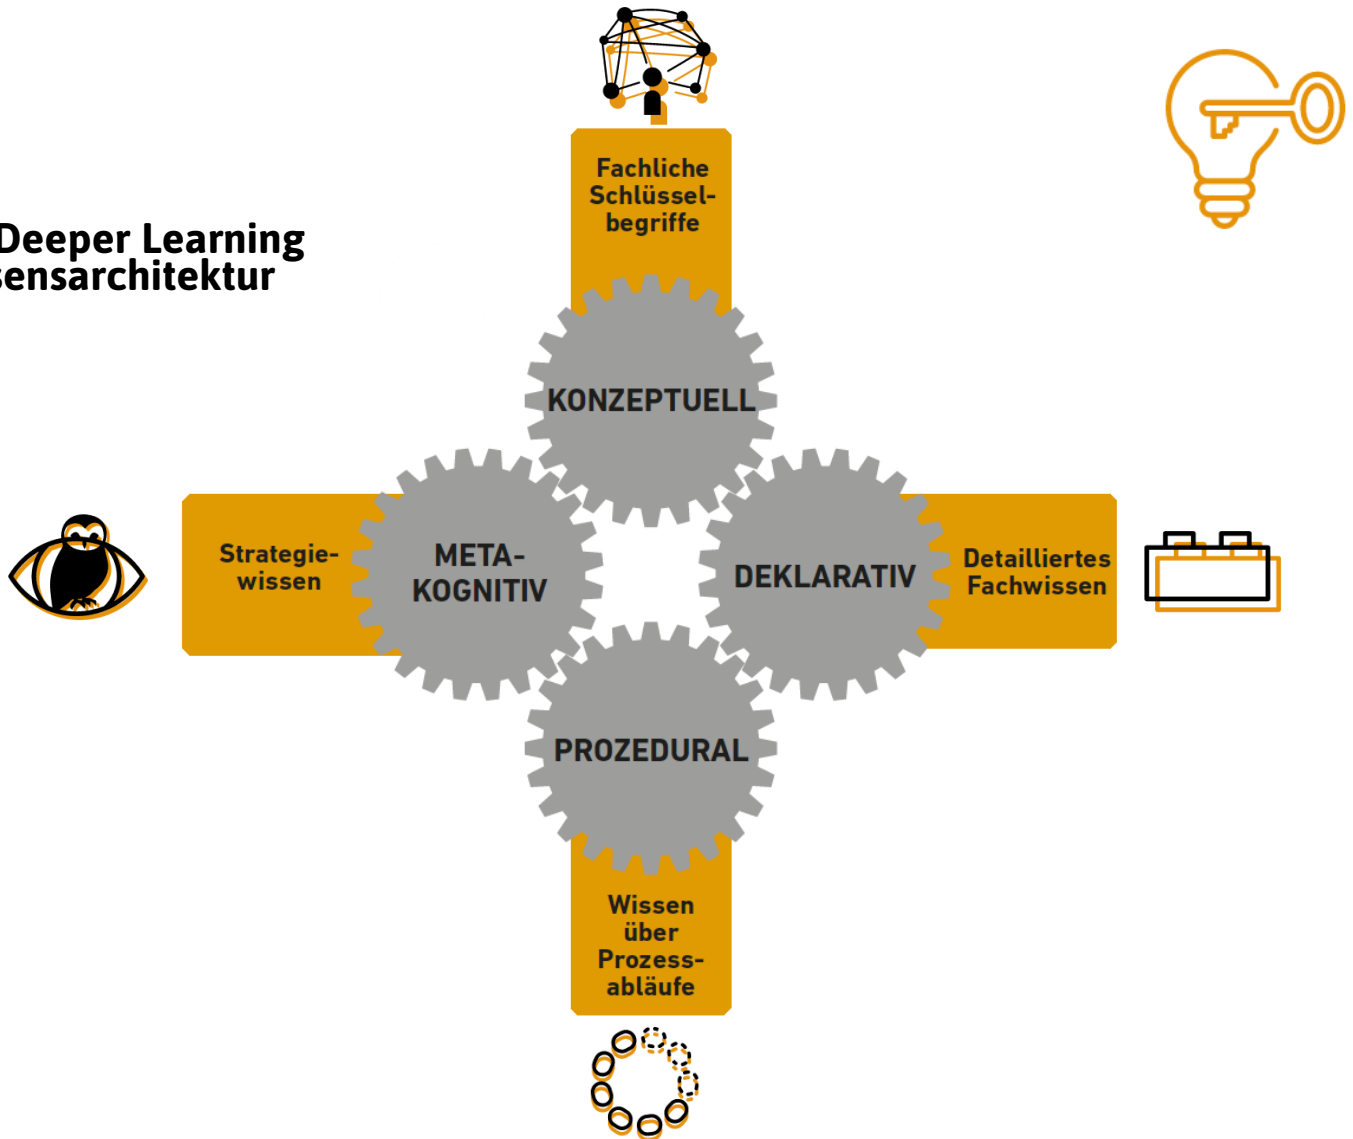 Fachliche
Schlüssel-
begriffe
Deeper Learning
sensarchitektur
KONZEPTUELL
Strategie-
wissen
META-
KOGNITIV
DEKLARATIV
Detailliertes
Fachwissen
PROZEDURAL
Wissen
über
Prozess-
abläufe